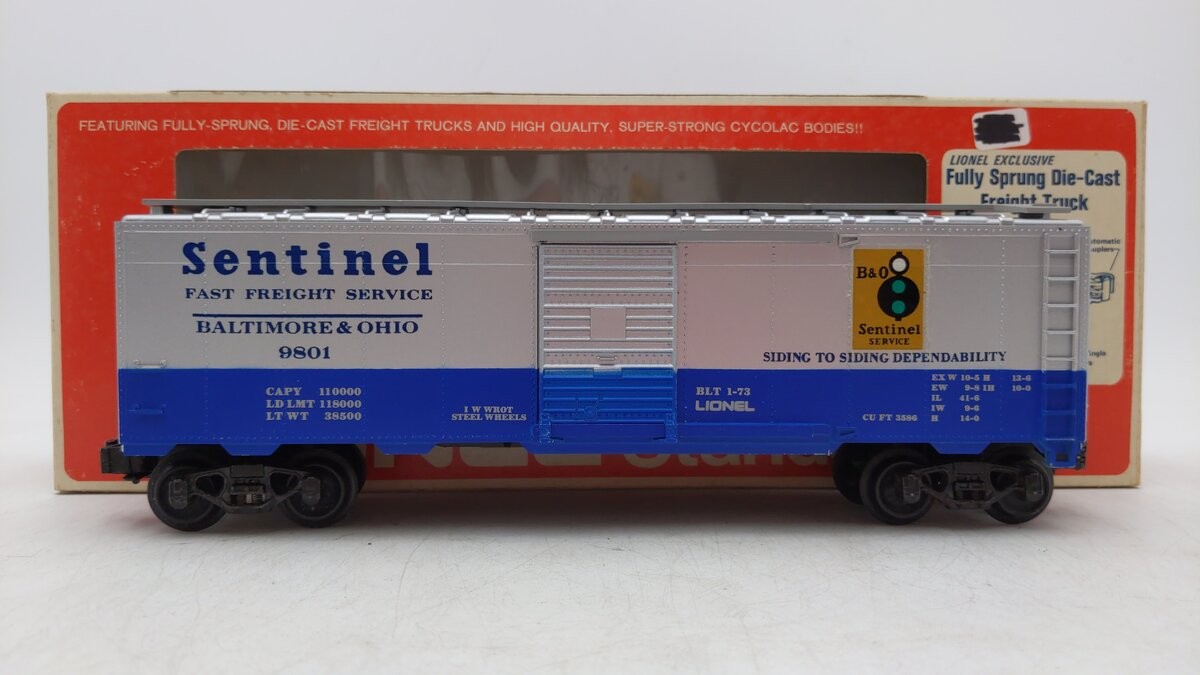 FEATURING FULLY-SPRUNG, DIE-CAST FREIGHT TRUCKS AND HIGH QUALITY, SUPER-STRONG CYCOLAC BODIES!!
LIONEL EXCLUSIVE
Fully Sprung Die-Cast
Freight Truck
Sentinel
FAST FREIGHT SERVICE
BALTIMORE & OHIO
9801
CAPY 110000
LD LMT 118000
LT WT 38500
I W WROT
STEEL WHEELS
B&O
Sentinel
SERVICE
SIDING TO SIDING DEPENDABILITY
BLT 1-73
LIONEL
EX W 10-5 H 13-6
EW 9-8 IH 10-0
IL 41-6
IW 9-6
CU FT 3586 H 14-0